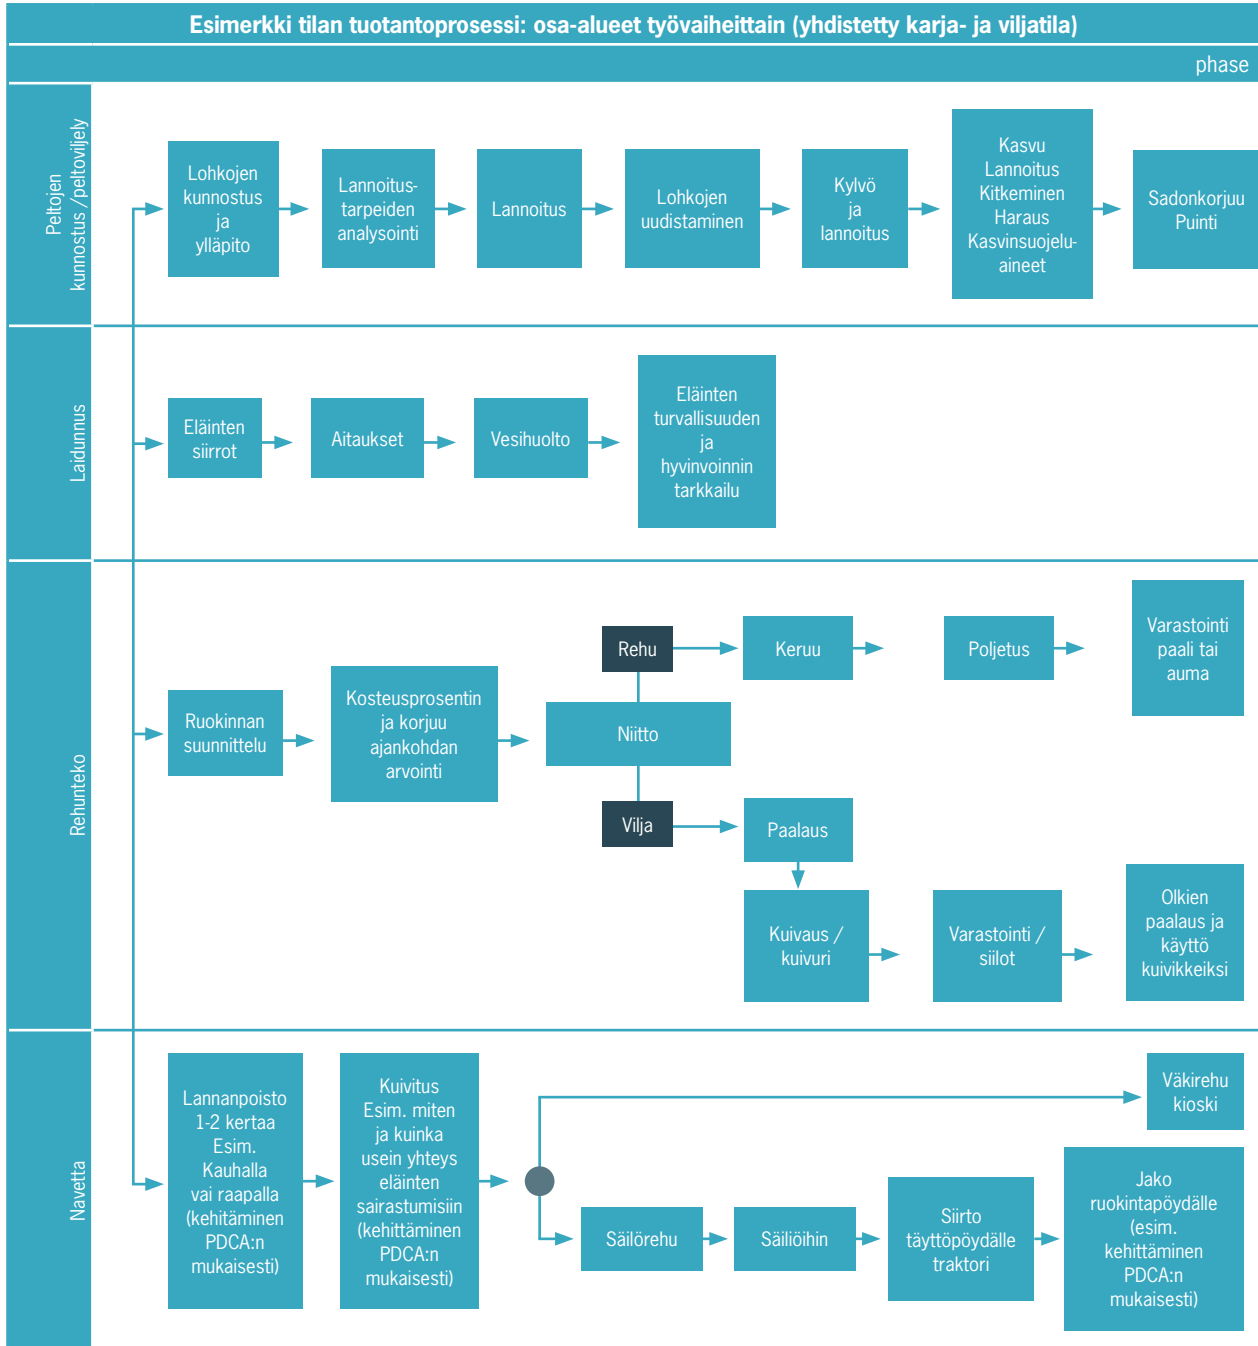 Esimerkki tilan tuotantoprosessi: osa-alueet työvaiheittain (yhdistetty karja- ja viljatila)
phase
Peltojen
kunnostus /peltoviljely
Lohkojen
kunnostus
ja
ylläpito
Lannoitus-
tarpeiden
analysointi
Lannoitus
Lohkojen
uudistaminen
Kylvö
ja
lannoitus
Kasvu
Lannoitus
Kitkeminen
Haraus
Kasvinsuojelu-
aineet
Sadonkorjuu
Puinti
Laidunnus
Eläinten
siirrot
Aitaukset
Vesihuolto
Eläinten
turvallisuuden
ja
hyvinvoinnin
tarkkailu
Rehunteko
Ruokinnan
suunnittelu
Kosteusprosentin
ja korjuu
ajankohdan
arvointi
Niitto
Rehu
Keruu
Poljetus
Varastointi
paali tai
auma
Vilja
Paalaus
Kuivaus /
kuivuri
Varastointi /
siilot
Olkien
paalaus ja
käyttö
kuivikkeiksi
Navetta
Lannanpoisto
1-2 kertaa
Esim.
Kauhalla
vai raapalla
(kehitäminen
PDCA:n
mukaisesti)
Kuivitus
Esim. miten
ja kuinka
usein yhteys
eläinten
sairastumisiin
(kehittäminen
PDCA:n
mukaisesti)
Väkirehu
kioski
Säilörehu
Säiliöihin
Siirto
täyttöpöydälle
traktori
Jako
ruokintapöydälle
(esim.
kehittäminen
PDCA:n
mukaisesti)